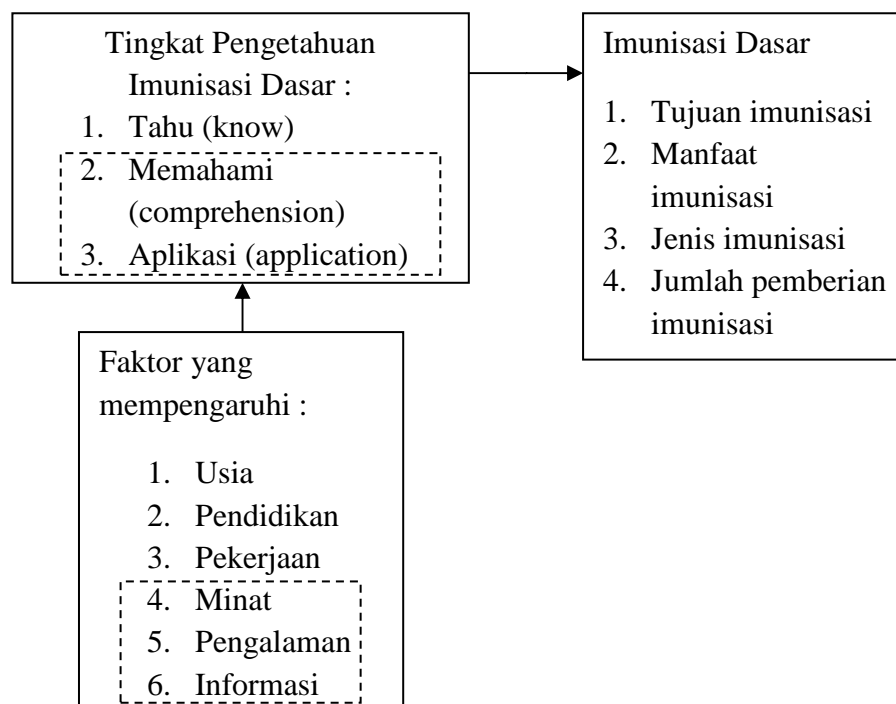 Tingkat Pengetahuan
Imunisasi Dasar :
1. Tahu (know)
2. Memahami
(comprehension)
3. Aplikasi (application)
Imunisasi Dasar
1. Tujuan imunisasi
2. Manfaat
imunisasi
3. Jenis imunisasi
4. Jumlah pemberian
imunisasi
Faktor yang
mempengaruhi :
1. Usia
2. Pendidikan
3. Pekerjaan
4. Minat
5. Pengalaman
6. Informasi